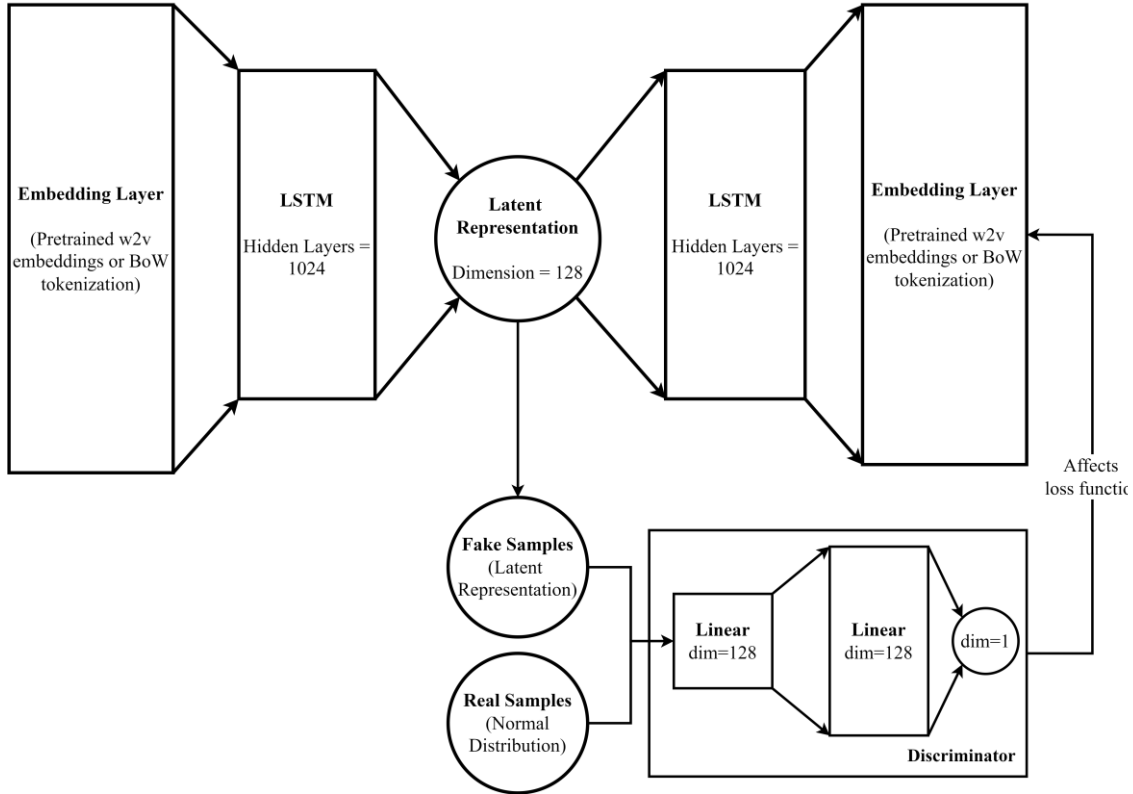 Embedding Layer
(Pretrained w2v
embeddings or BoW
tokenization)
LSTM
Hidden Layers =
1024
Latent
Representation
Dimension = 128
LSTM
Hidden Layers =
1024
Embedding Layer
(Pretrained w2v
embeddings or BoW
tokenization)
Affects
loss functio
Fake Samples
(Latent
Representation)
Real Samples
(Normal
Distribution)
Linear
dim=128
Linear
dim=128
dim=1
Discriminator